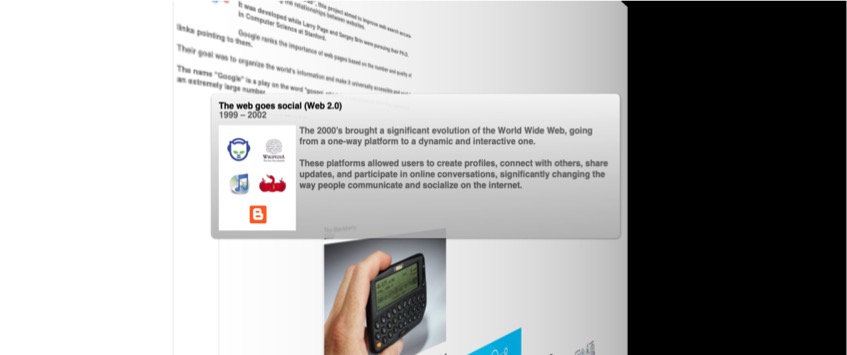 ", this project aimed to improve web search
the relationships between websites.
It was developed while Larry Page and Sergey Brin were pursuing their Ph.D.
in Computer Science at Stanford.
Google ranks the importance of web pages based on the number and quality of
links pointing to them.
Their goal was to organize the world's information and make it universally accessible and
The name "Google" is a play on the word "googol
an extremely large number
The web goes social (Web 2.0)
1999 – 2002
The 2000's brought a significant evolution of the World Wide Web, going
from a one-way platform to a dynamic and interactive one.
These platforms allowed users to create profiles, connect with others, share
updates, and participate in online conversations, significantly changing the
way people communicate and socialize on the internet.